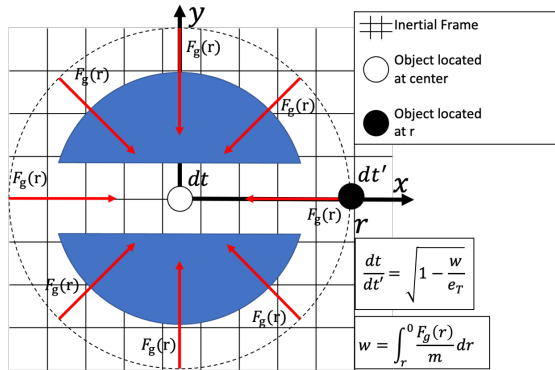 y
F_g(r)
F_g(r)
F_g(r)
F_g(r)
dt
dt′
x
F_g(r)
r
F_g(r)
F_g(r)
F_g(r)
Inertial Frame
Object located
at center
Object located
at r
dt/dt′ = √(1 − w/e_T)
w = ∫_r^0 F_g(r)/m dr